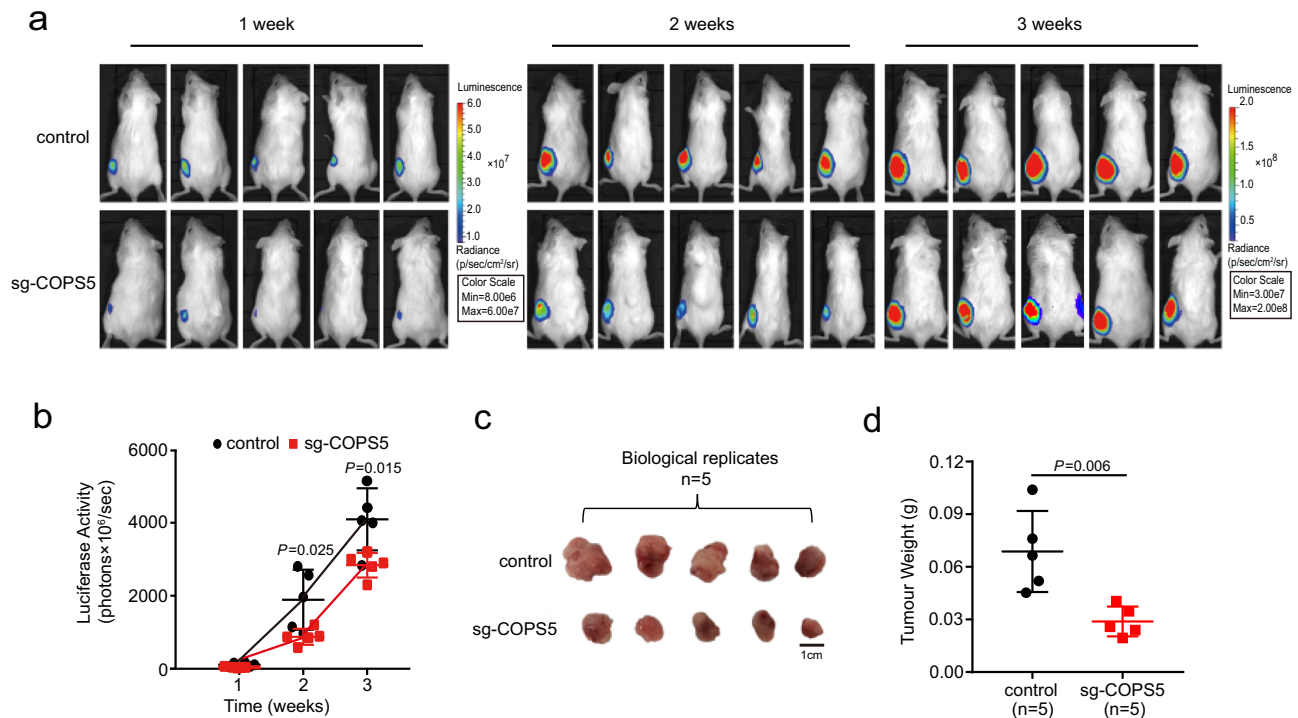 a
1 week
2 weeks
3 weeks
control
sg-COPS5
Luminescence
6.0
5.0
4.0
×10⁷
3.0
2.0
1.0
Radiance
(p/sec/cm²/sr)
Color Scale
Min=8.00e6
Max=6.00e7
Luminescence
2.0
1.5
×10⁸
1.0
0.5
Radiance
(p/sec/cm²/sr)
Color Scale
Min=3.00e7
Max=2.00e8
b
control
sg-COPS5
Luciferase Activity
(photons×10⁶/sec)
6000
4000
2000
0
P=0.025
P=0.015
1
2
3
Time (weeks)
c
Biological replicates
n=5
control
sg-COPS5
1cm
d
Tumour Weight (g)
0.12
0.09
0.06
0.03
0.00
P=0.006
control
(n=5)
sg-COPS5
(n=5)